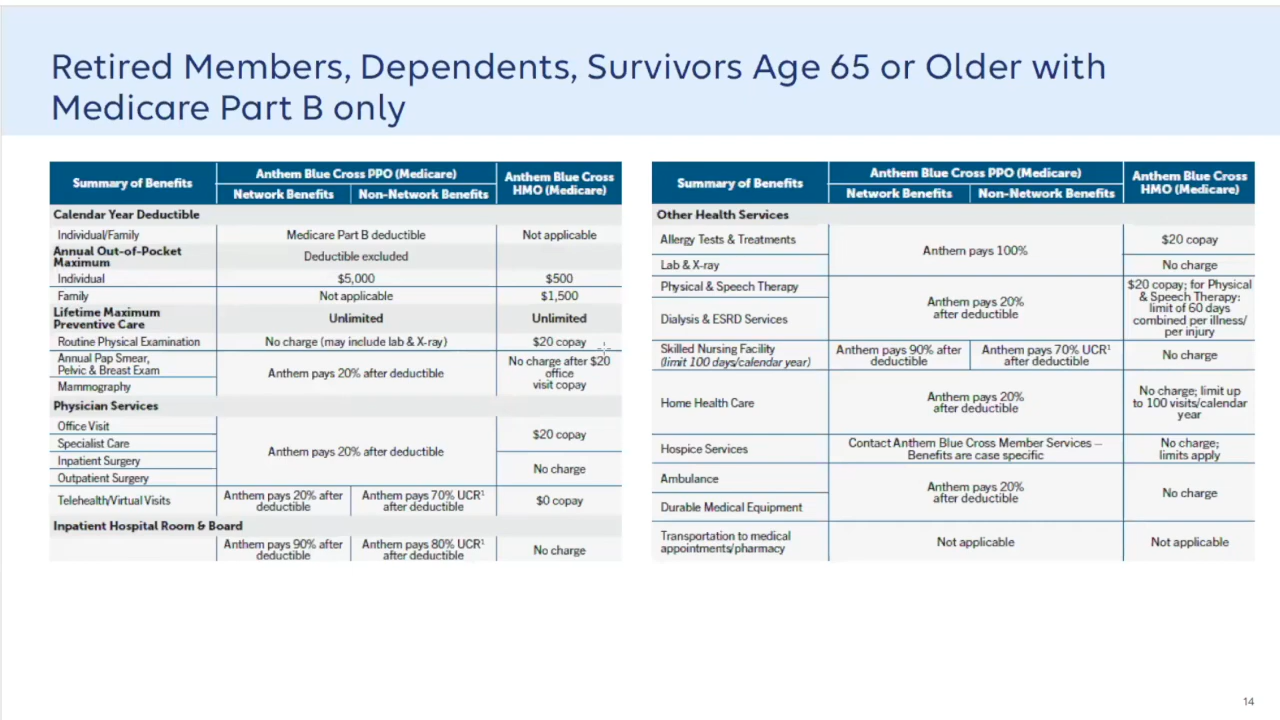 Retired Members, Dependents, Survivors Age 65 or Older with
Medicare Part B only
Summary of Benefits
Anthem Blue Cross PPO (Medicare)
Network Benefits
Non-Network Benefits
Anthem Blue Cross
HMO (Medicare)
Calendar Year Deductible
Individual/Family
Medicare Part B deductible
Not applicable
Annual Out-of-Pocket
Maximum
Deductible excluded
Individual
$5,000
$500
Family
Not applicable
$1,500
Lifetime Maximum
Preventive Care
Unlimited
Unlimited
Routine Physical Examination
No charge (may include lab & X-ray)
$20 copay
Annual Pap Smear,
Pelvic & Breast Exam
Mammography
Anthem pays 20% after deductible
No charge after $20
office
visit copay
Physician Services
Office Visit
Specialist Care
Inpatient Surgery
Outpatient Surgery
Anthem pays 20% after deductible
$20 copay
No charge
Telehealth/Virtual Visits
Anthem pays 20% after
deductible
Anthem pays 70% UCR¹
after deductible
$0 copay
Inpatient Hospital Room & Board
Anthem pays 90% after
deductible
Anthem pays 80% UCR¹
after deductible
No charge
Summary of Benefits
Anthem Blue Cross PPO (Medicare)
Network Benefits
Non-Network Benefits
Anthem Blue Cross
HMO (Medicare)
Other Health Services
Allergy Tests & Treatments
Lab & X-ray
Anthem pays 100%
$20 copay
No charge
Physical & Speech Therapy
Dialysis & ESRD Services
Anthem pays 20%
after deductible
$20 copay; for Physical
& Speech Therapy:
limit of 60 days
combined per illness/
per injury
Skilled Nursing Facility
(limit 100 days/calendar year)
Anthem pays 90% after
deductible
Anthem pays 70% UCR¹
after deductible
No charge
Home Health Care
Anthem pays 20%
after deductible
No charge; limit up
to 100 visits/calendar
year
Hospice Services
Contact Anthem Blue Cross Member Services –
Benefits are case specific
No charge;
limits apply
Ambulance
Durable Medical Equipment
Anthem pays 20%
after deductible
No charge
Transportation to medical
appointments/pharmacy
Not applicable
Not applicable
14